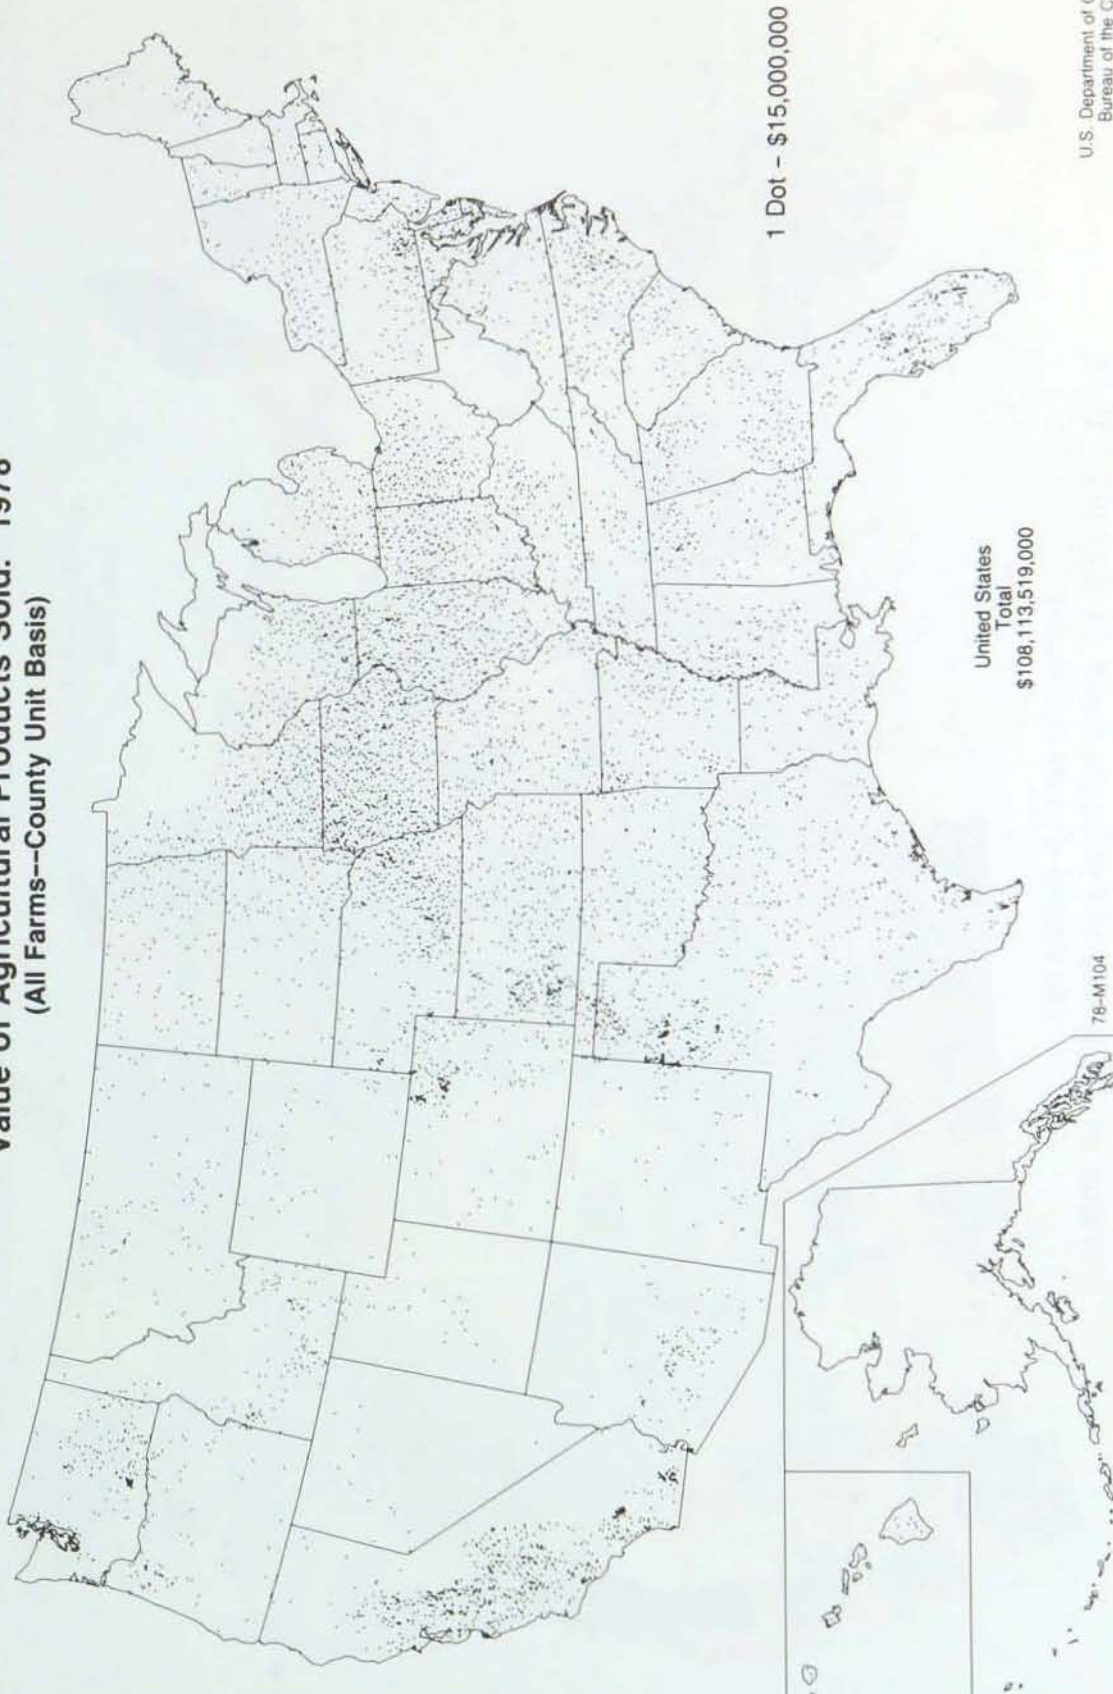 Value of Agricultural Products Sold: 1978
(All Farms--County Unit Basis)
1 Dot - $15,000,000
United States
Total
$108,113,519,000
78-M104
U.S. Department of
Bureau of the